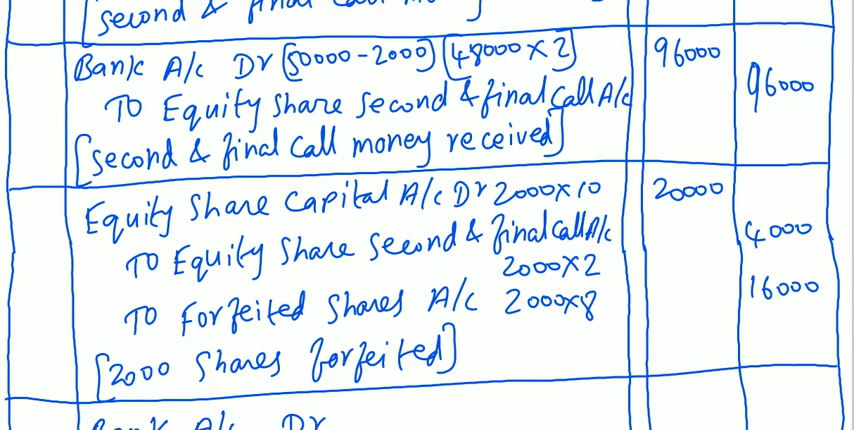 [second & final call money
Bank A/c Dr [50000-2000] [48000×2] 96000
To Equity Share second & final call A/c 96000
[second & final call money received]
Equity Share Capital A/c Dr 2000×10 20000
To Equity Share second & final call A/c 4000
2000×2
To Forfeited Shares A/c 2000×8 16000
[2000 Shares forfeited]
Bank A/c Dr